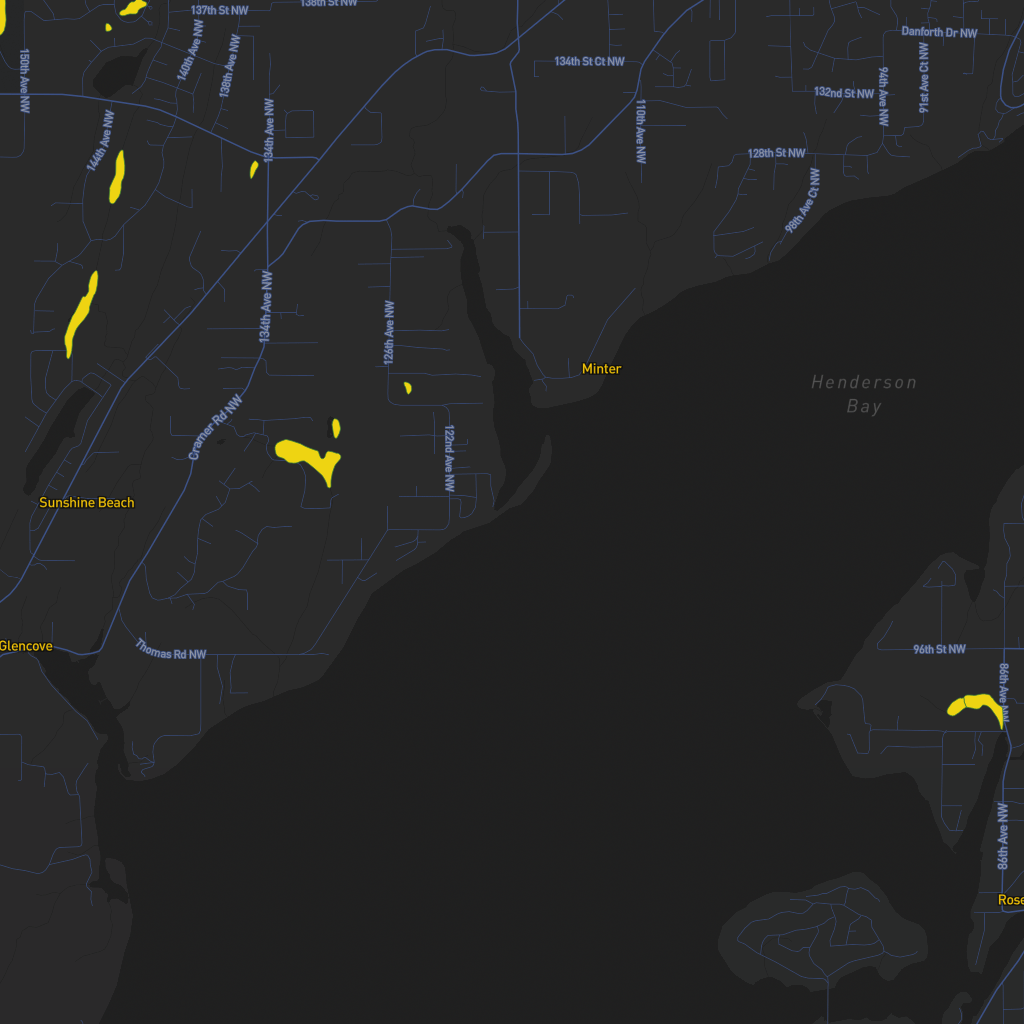 138th St NW
137th St NW
Danforth Dr NW
140th Ave NW
138th Ave NW
150th Ave NW
134th St Ct NW
94th Ave NW
91st Ave Ct NW
132nd St NW
144th Ave NW
134th Ave NW
110th Ave NW
128th St NW
98th Ave Ct NW
134th Ave NW
126th Ave NW
Minter
Henderson
Bay
Cramer Rd NW
122nd Ave NW
Sunshine Beach
Glencove
Thomas Rd NW
96th St NW
86th Ave NW
86th Ave NW
Rose